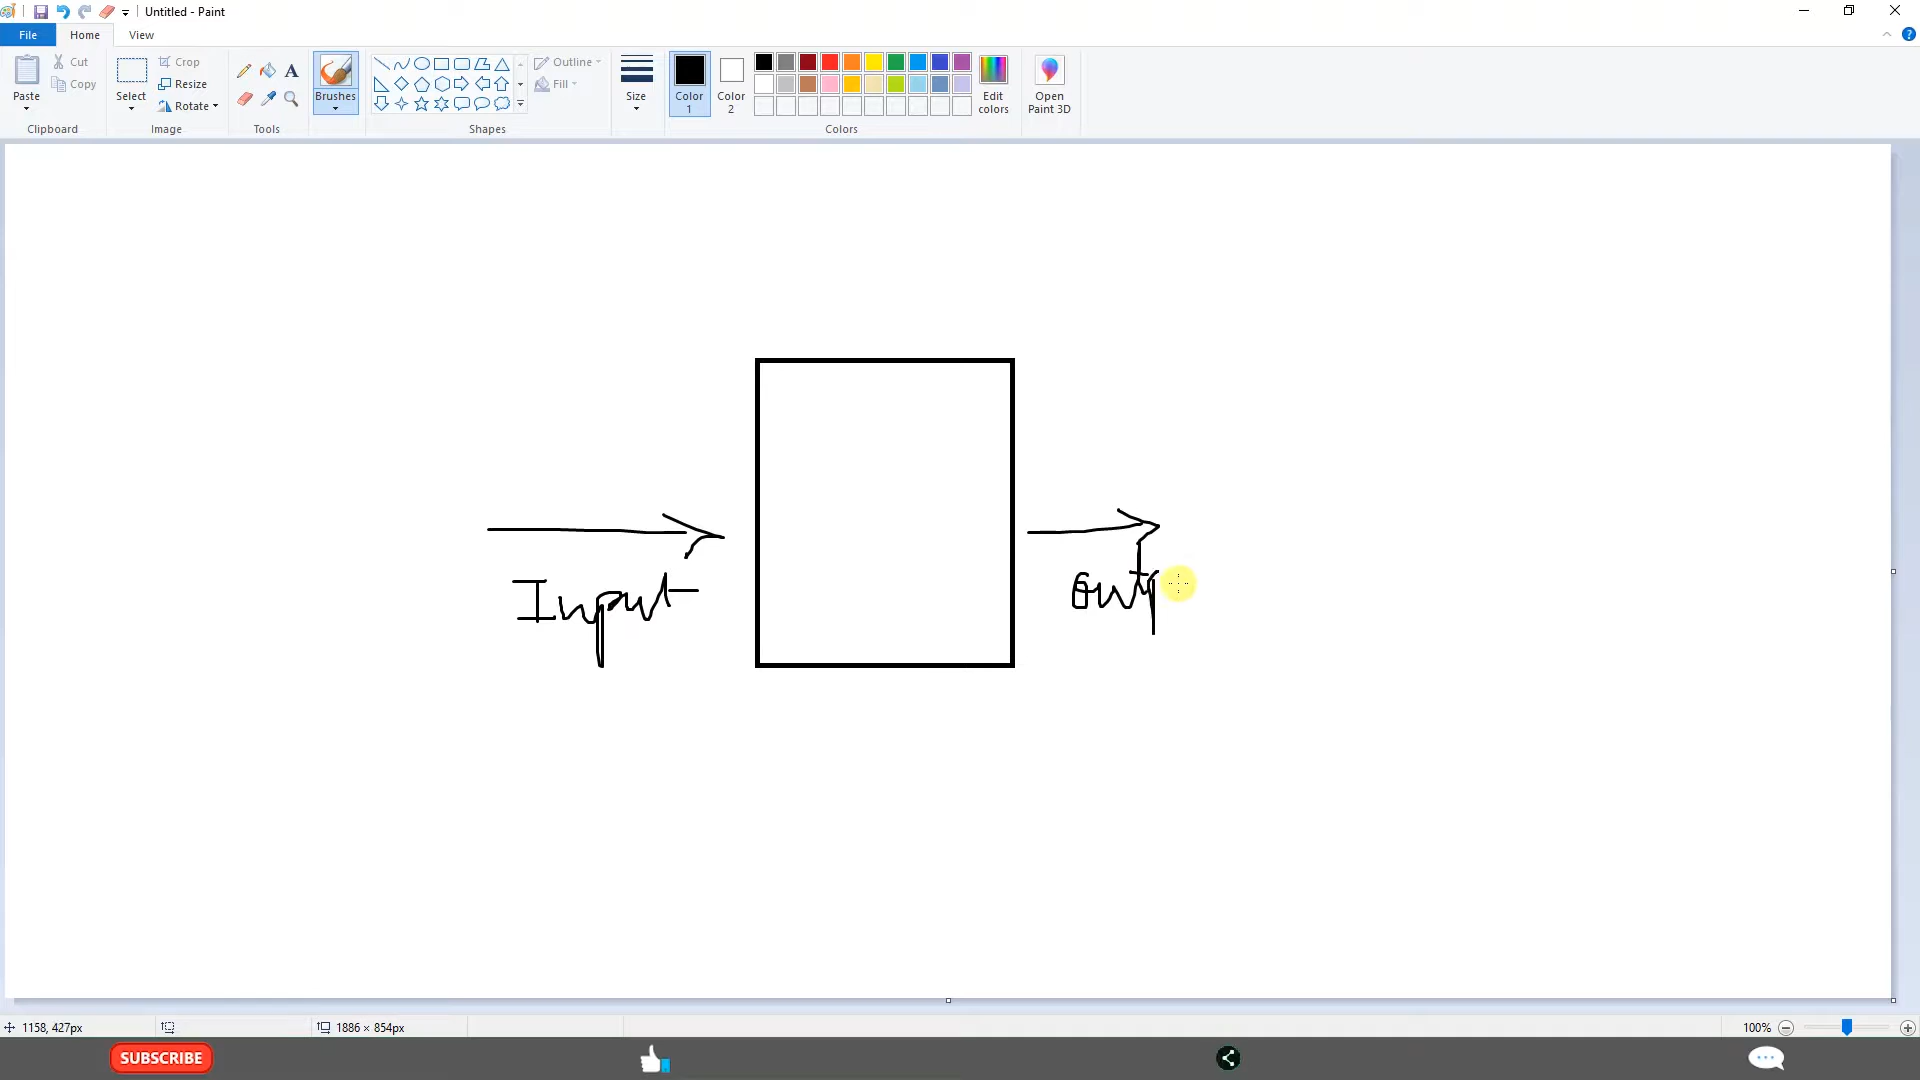 Untitled - Paint
File Home View
Paste
Cut
Copy
Clipboard
Select
Crop
Resize
Rotate
Image
A
Tools
Brushes
Shapes
Outline
Fill
Size
Color 1
Color 2
Edit colors
Colors
Open Paint 3D
?
Input
outp
1158, 427px
1886 × 854px
100%
SUBSCRIBE